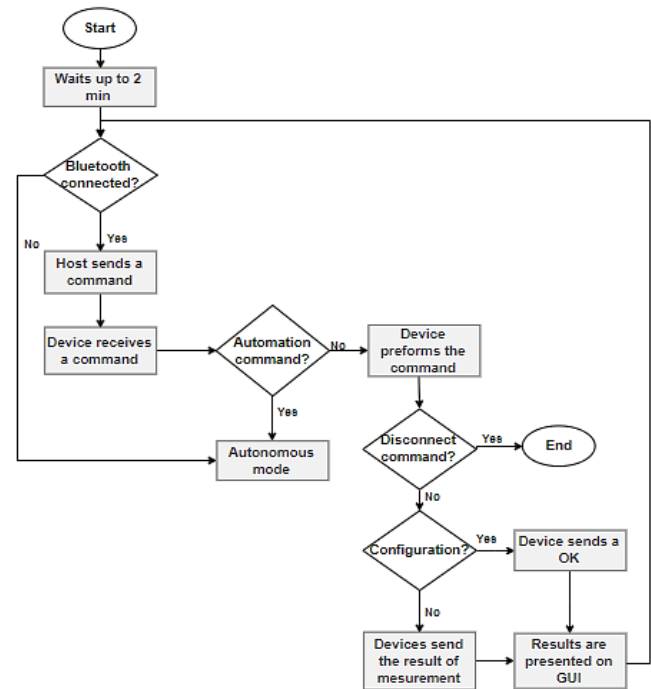 Start
Waits up to 2
min
Bluetooth
connected?
No
Yes
Host sends a
command
Device receives
a command
Automation
command?
No
Yes
Autonomous
mode
Device
preforms the
command
Disconnect
command?
Yes
End
No
Configuration?
Yes
Device sends a
OK
No
Devices send
the result of
mesurement
Results are
presented on
GUI